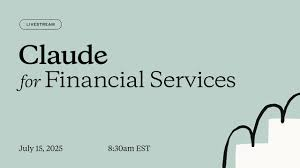 LIVESTREAM
Claude
for Financial Services
July 15, 2025 8:30am EST